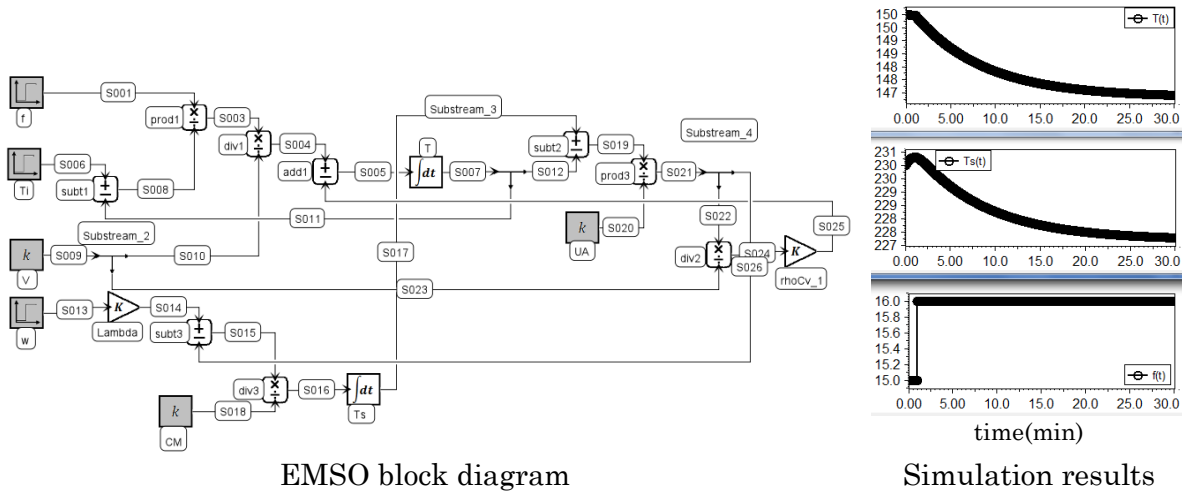 S001
f
prod1
S003
div1
S004
add1
S005
T
∫dt
S007
S012
subt2
S019
prod3
S021
Substream_3
Substream_4
S006
Ti
subt1
S008
S011
S017
k
UA
S020
S022
S025
k
V
S009
Substream_2
S010
div2
S024
S026
K
rhoCv_1
S023
w
S013
K
Lambda
S014
subt3
S015
div3
S016
∫dt
Ts
k
CM
S018
T(t)
150
150
149
149
148
148
147
0.00 5.00 10.0 15.0 20.0 25.0 30.0
Ts(t)
231
230
230
229
229
228
228
227
0.00 5.00 10.0 15.0 20.0 25.0 30.0
16.0
15.8
15.6
15.4
15.2
15.0
f(t)
0.00 5.00 10.0 15.0 20.0 25.0 30.0
time(min)
EMSO block diagram
Simulation results